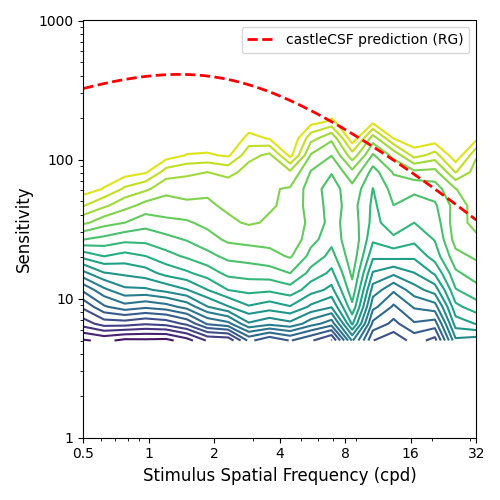 1000
castleCSF prediction (RG)
100
Sensitivity
10
1
0.5 1 2 4 8 16 32
Stimulus Spatial Frequency (cpd)